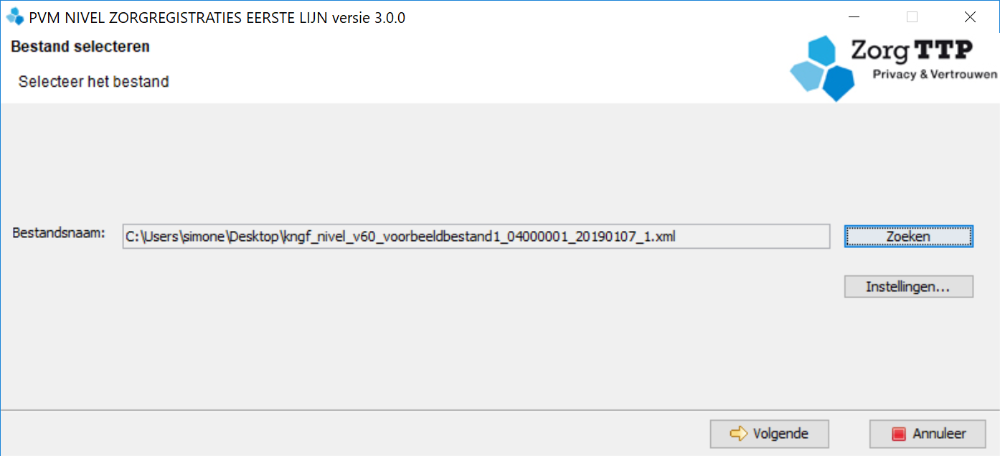 PVM NIVEL ZORGREGISTRATIES EERSTE LIJN versie 3.0.0
Bestand selecteren
Selecteer het bestand
Zorg TTP
Privacy & Vertrouwen
Bestandsnaam: C:\Users\simone\Desktop\kngf_nivel_v60_voorbeeldbestand1_04000001_20190107_1.xml Zoeken
Instellingen...
Volgende Annuleer